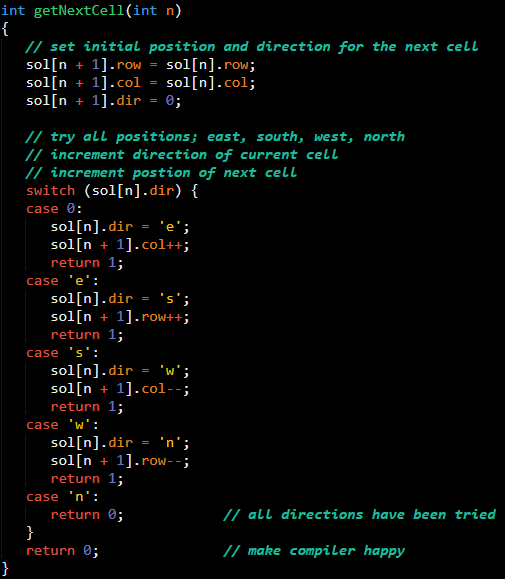 int getNextCell(int n)
{
   // set initial position and direction for the next cell
   sol[n + 1].row = sol[n].row;
   sol[n + 1].col = sol[n].col;
   sol[n + 1].dir = 0;

   // try all positions; east, south, west, north
   // increment direction of current cell
   // increment postion of next cell
   switch (sol[n].dir) {
   case 0:
      sol[n].dir = 'e';
      sol[n + 1].col++;
      return 1;
   case 'e':
      sol[n].dir = 's';
      sol[n + 1].row++;
      return 1;
   case 's':
      sol[n].dir = 'w';
      sol[n + 1].col--;
      return 1;
   case 'w':
      sol[n].dir = 'n';
      sol[n + 1].row--;
      return 1;
   case 'n':
      return 0;            // all directions have been tried
   }
   return 0;               // make compiler happy
}